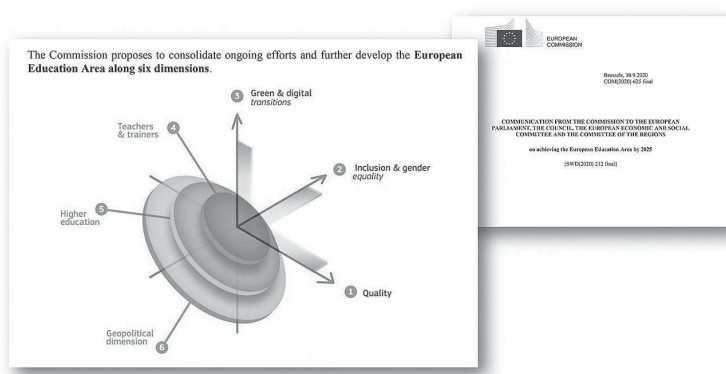 The Commission proposes to consolidate ongoing efforts and further develop the European
Education Area along six dimensions.
3 Green & digital
transitions
Teachers
& trainers
4
2 Inclusion & gender
equality
Higher
education
5
1 Quality
Geopolitical
dimension
6
EUROPEAN
COMMISSION
Brussels, 30.9.2020
COM(2020) 625 final
COMMUNICATION FROM THE COMMISSION TO THE EUROPEAN
PARLIAMENT, THE COUNCIL, THE EUROPEAN ECONOMIC AND SOCIAL
COMMITTEE AND THE COMMITTEE OF THE REGIONS
on achieving the European Education Area by 2025
{SWD(2020) 212 final}